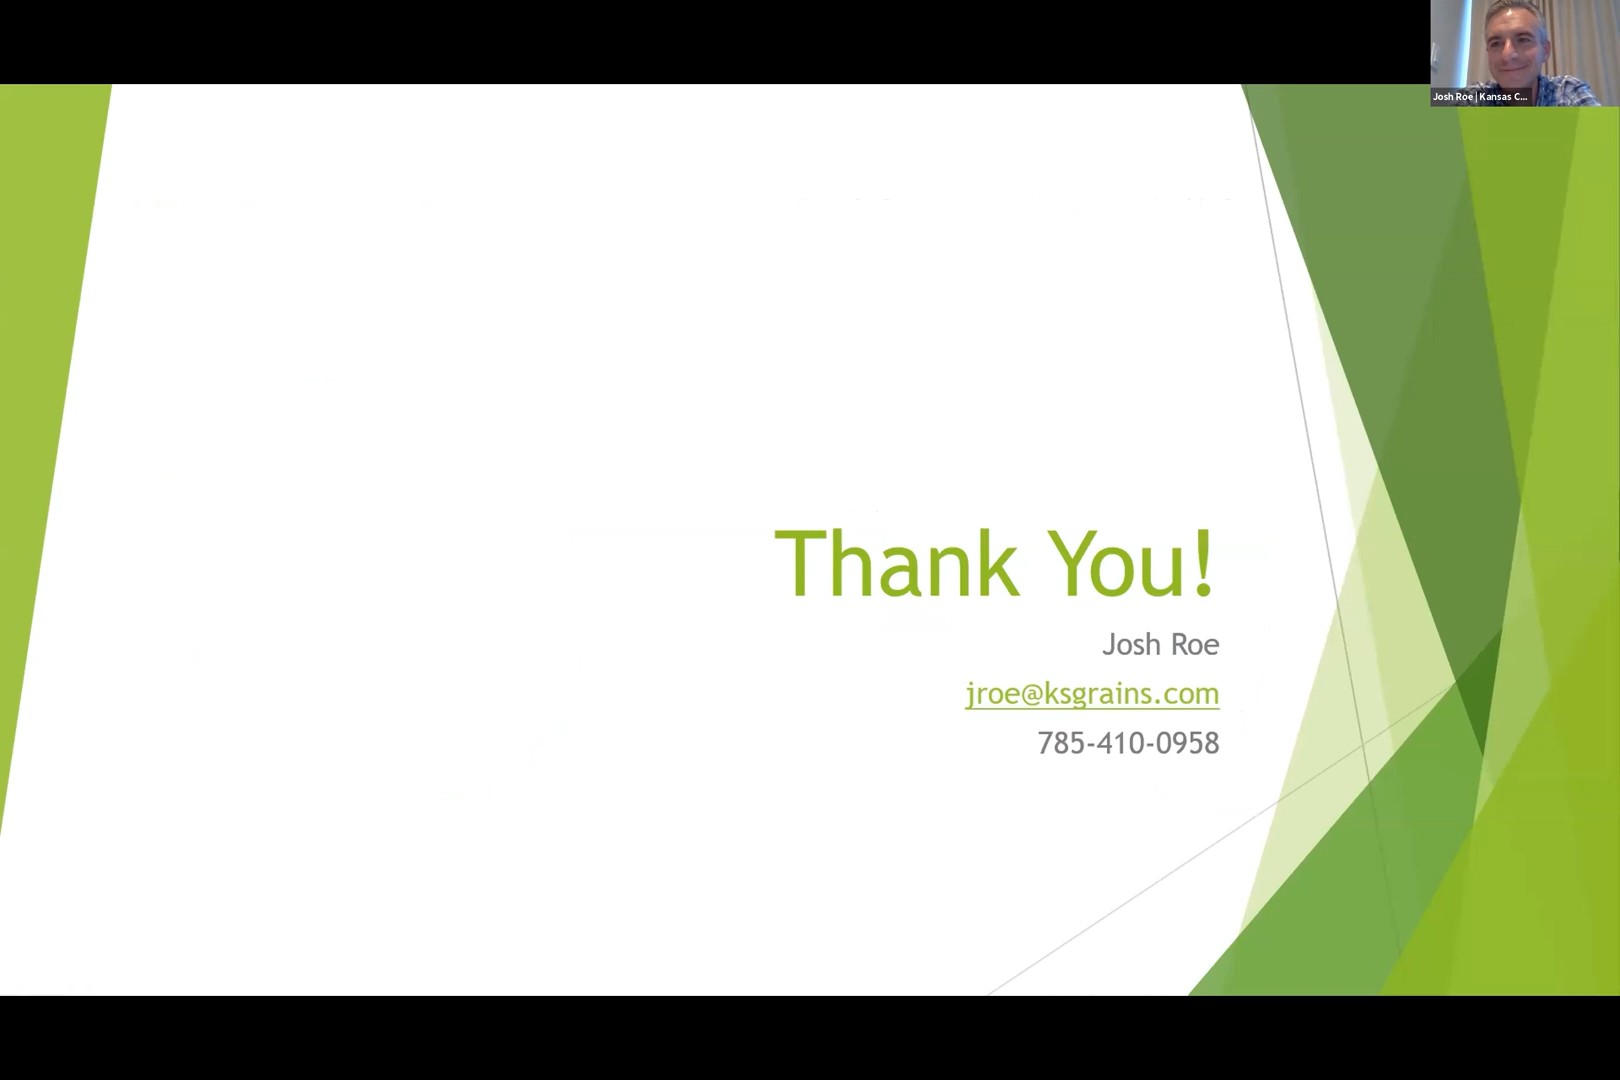 Josh Roe | Kansas C...
Thank You!
Josh Roe
jroe@ksgrains.com
785-410-0958